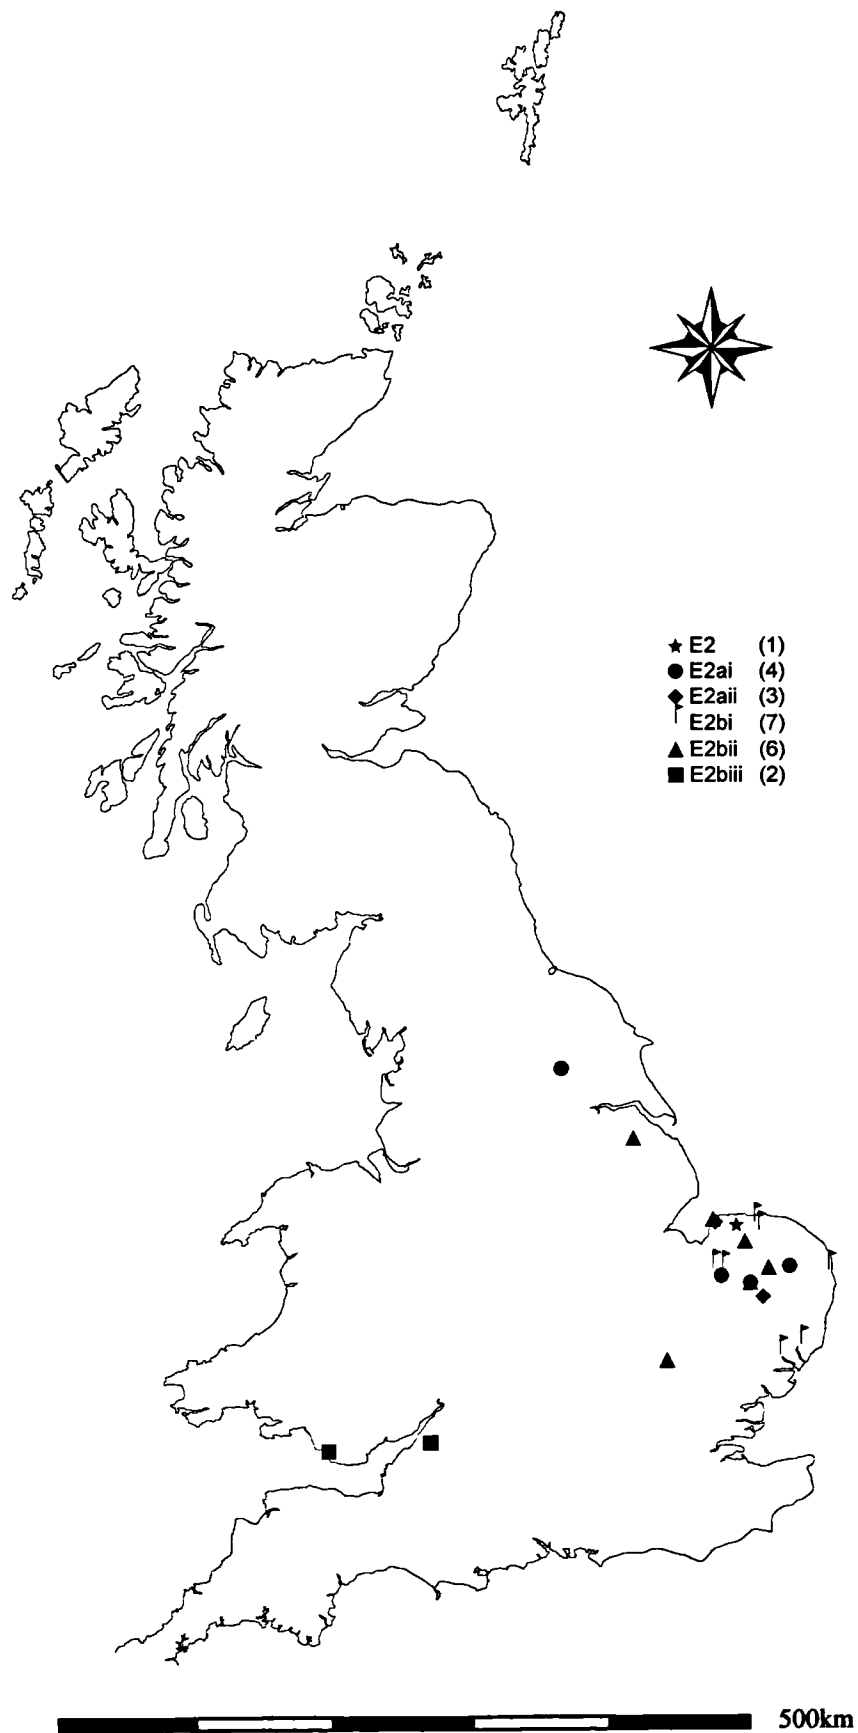 E2 (1)
E2ai (4)
E2aii (3)
E2bi (7)
E2bii (6)
E2biii (2)
500km